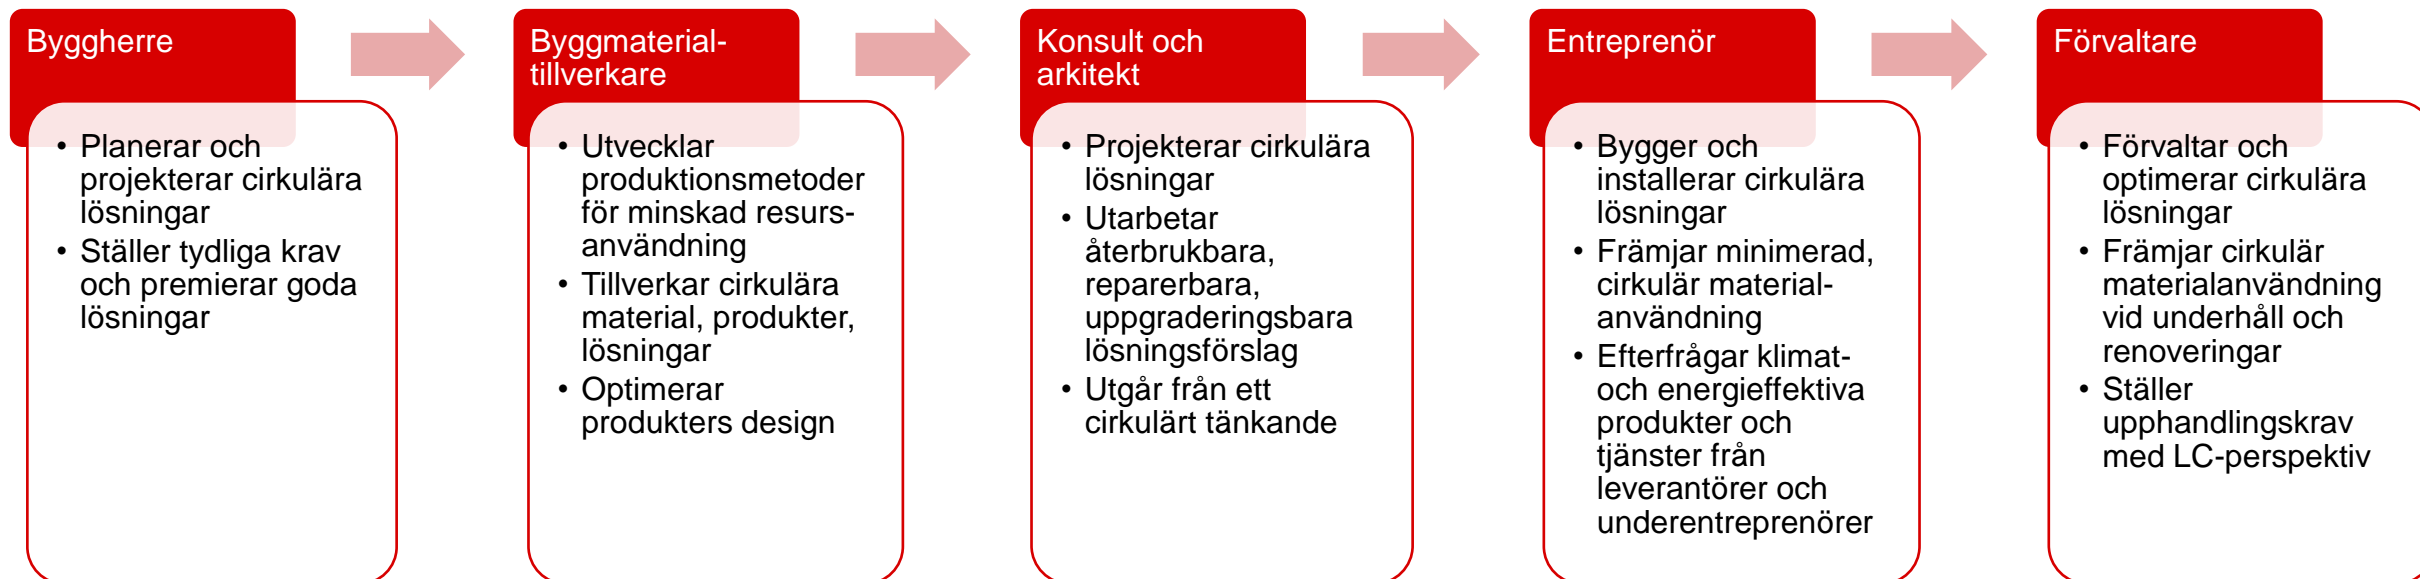 Byggherre
• Planerar och
projekterar cirkulära
lösningar
• Ställer tydliga krav
och premierar goda
lösningar
Byggmaterial-
tillverkare
• Utvecklar
produktionsmetoder
för minskad resurs-
användning
• Tillverkar cirkulära
material, produkter,
lösningar
• Optimerar
produkters design
Konsult och
arkitekt
• Projekterar cirkulära
lösningar
• Utarbetar
återbrukbara,
reparerbara,
uppgraderingsbara
lösningsförslag
• Utgår från ett
cirkulärt tänkande
Entreprenör
• Bygger och
installerar cirkulära
lösningar
• Främjar minimerad,
cirkulär material-
användning
• Efterfrågar klimat-
och energieffektiva
produkter och
tjänster från
leverantörer och
underentreprenörer
Förvaltare
• Förvaltar och
optimerar cirkulära
lösningar
• Främjar cirkulär
materialanvändning
vid underhåll och
renoveringar
• Ställer
upphandlingskrav
med LC-perspektiv